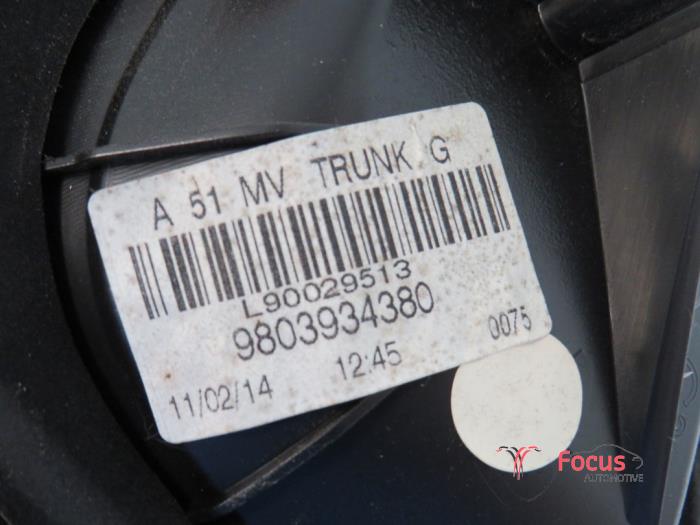 A 51 MV TRUNK G
L90029513
9803934380
11/02/14 12:45 0075
Focus
AUTOMOTIVE